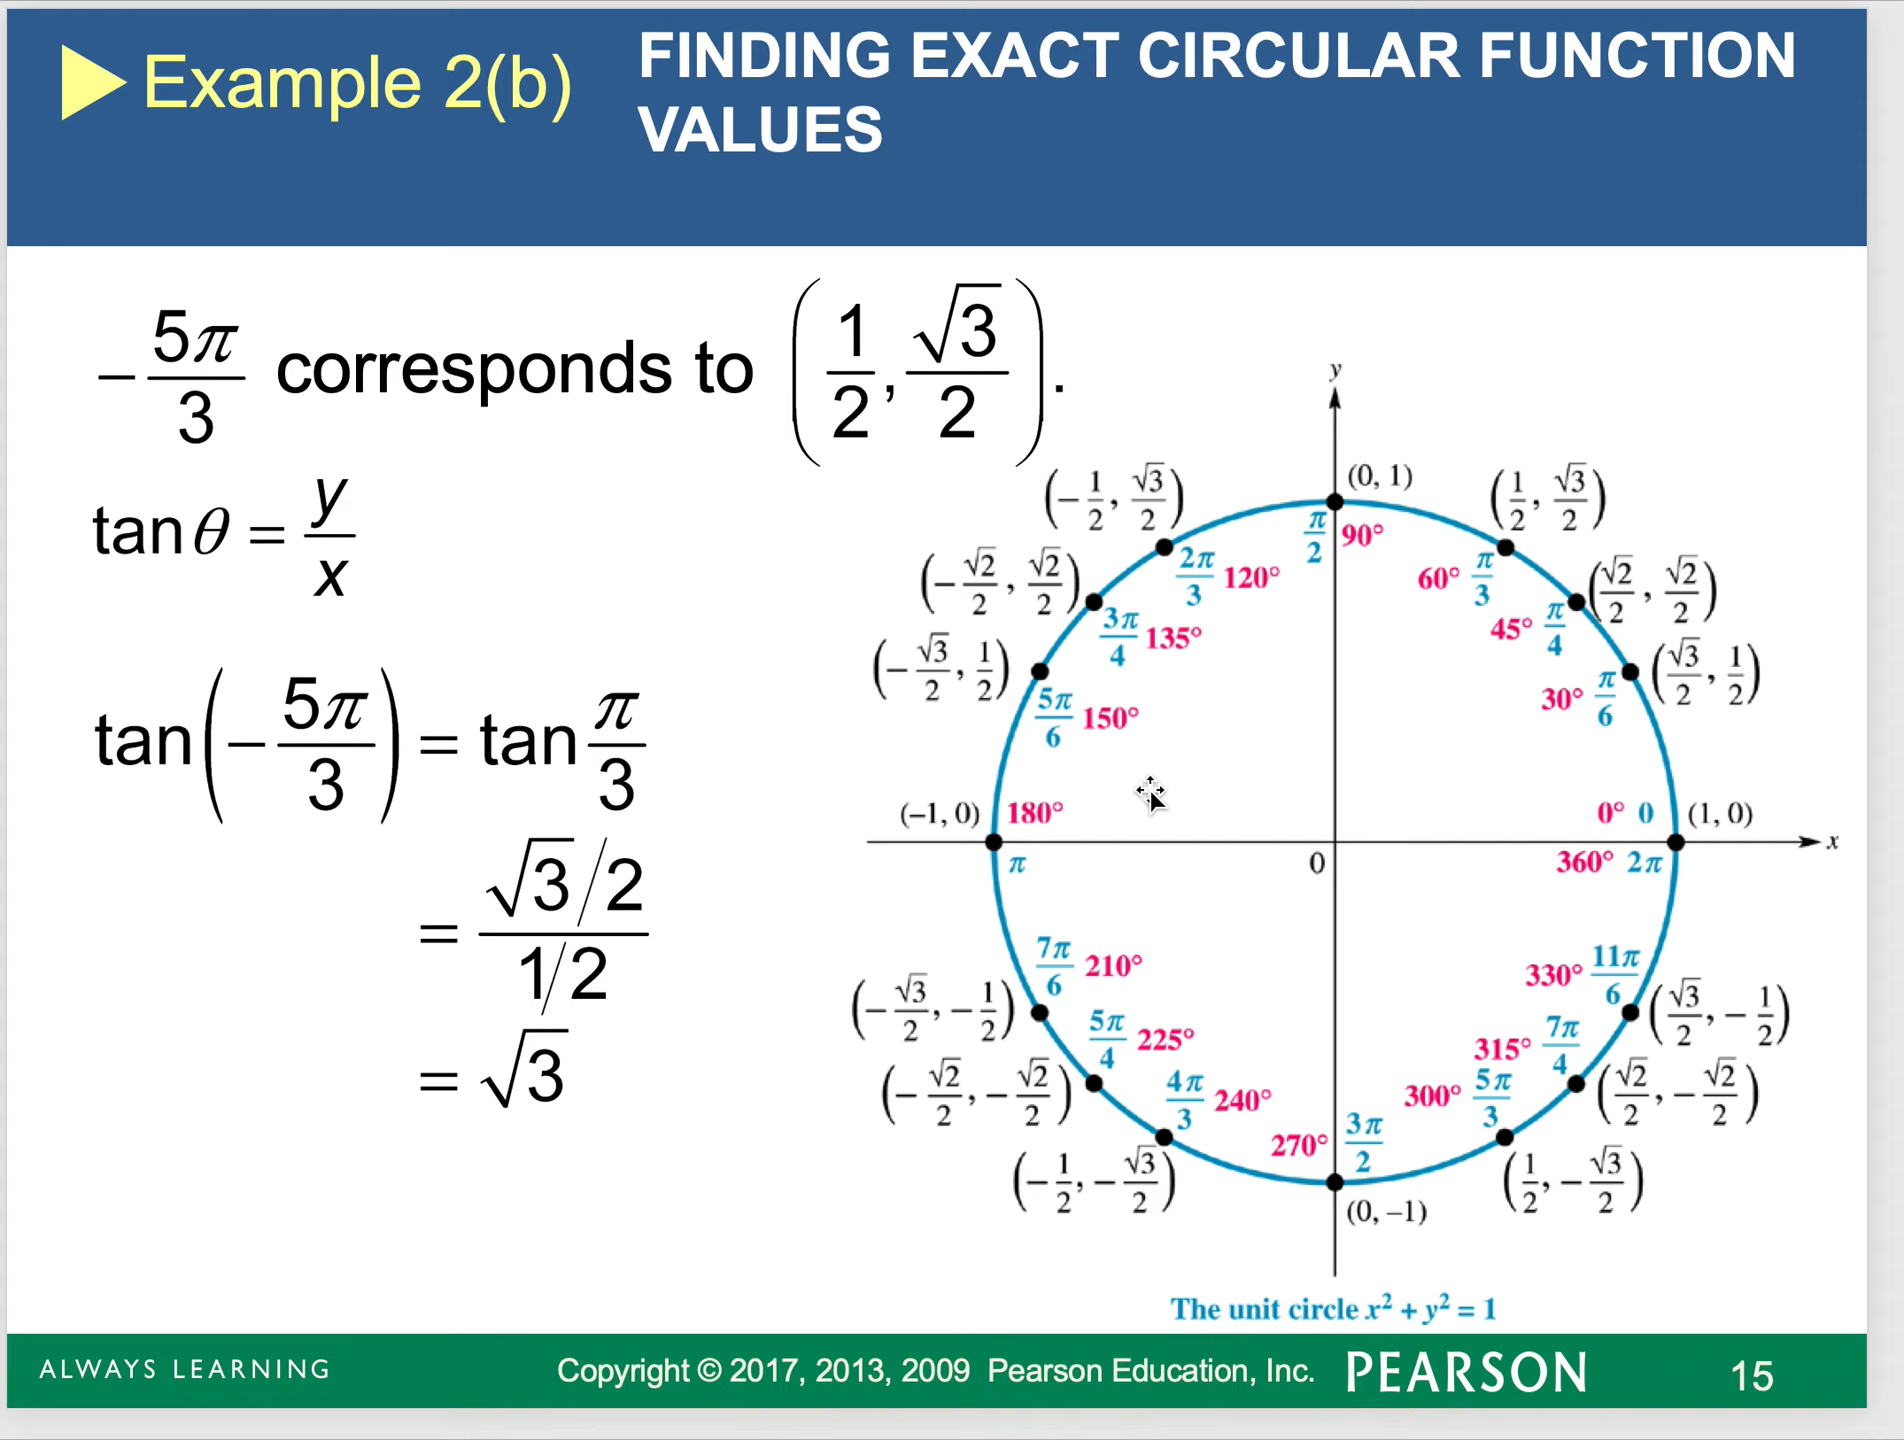 Example 2(b)
FINDING EXACT CIRCULAR FUNCTION
VALUES
−5π/3 corresponds to (1/2, √3/2).
tan θ = y/x
tan(−5π/3) = tan π/3
= (√3/2)/(1/2)
= √3
y
(0, 1)
π/2 90°
(−1/2, √3/2)
2π/3 120°
(1/2, √3/2)
60° π/3
(−√2/2, √2/2)
3π/4 135°
(√2/2, √2/2)
45° π/4
(−√3/2, 1/2)
5π/6 150°
(√3/2, 1/2)
30° π/6
(−1, 0) 180°
π
0° 0 (1, 0)
x
0
360° 2π
7π/6 210°
(−√3/2, −1/2)
330° 11π/6
(√3/2, −1/2)
5π/4 225°
(−√2/2, −√2/2)
315° 7π/4
(√2/2, −√2/2)
4π/3 240°
(−1/2, −√3/2)
300° 5π/3
(1/2, −√3/2)
270° 3π/2
(0, −1)
The unit circle x² + y² = 1
ALWAYS LEARNING
Copyright © 2017, 2013, 2009 Pearson Education, Inc.
PEARSON
15